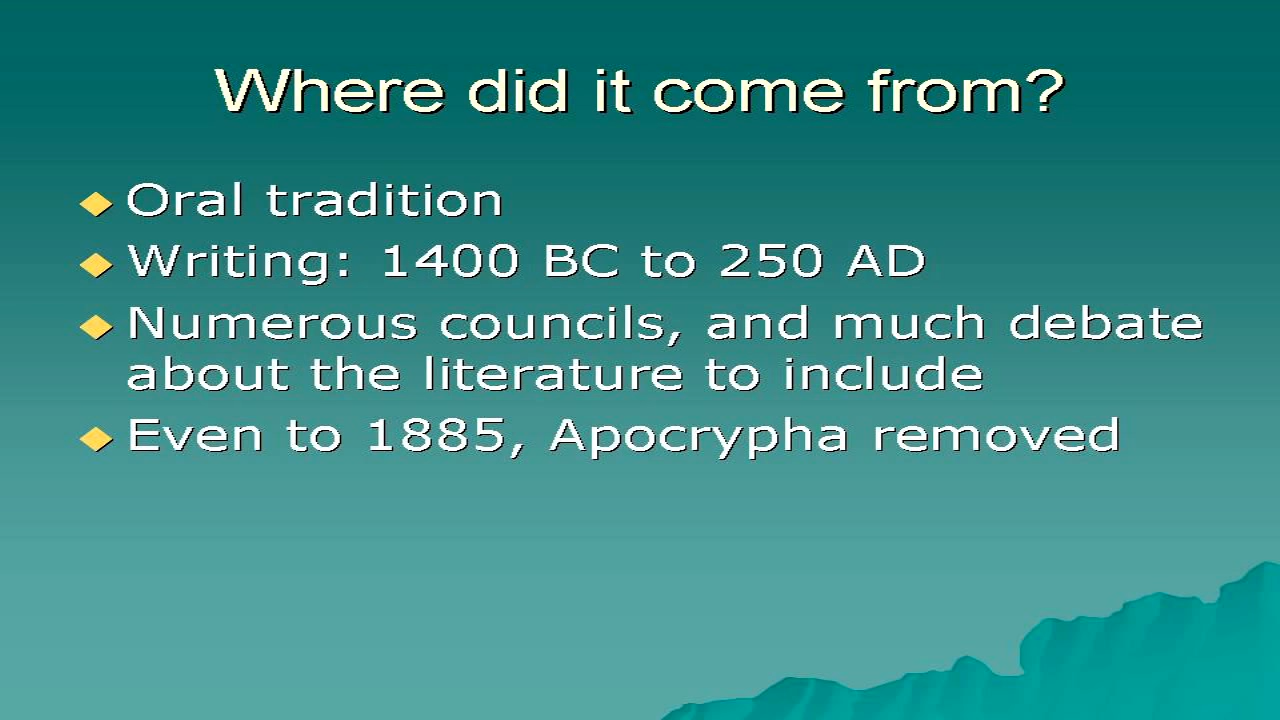 Where did it come from?
Oral tradition
Writing: 1400 BC to 250 AD
Numerous councils, and much debate
about the literature to include
Even to 1885, Apocrypha removed